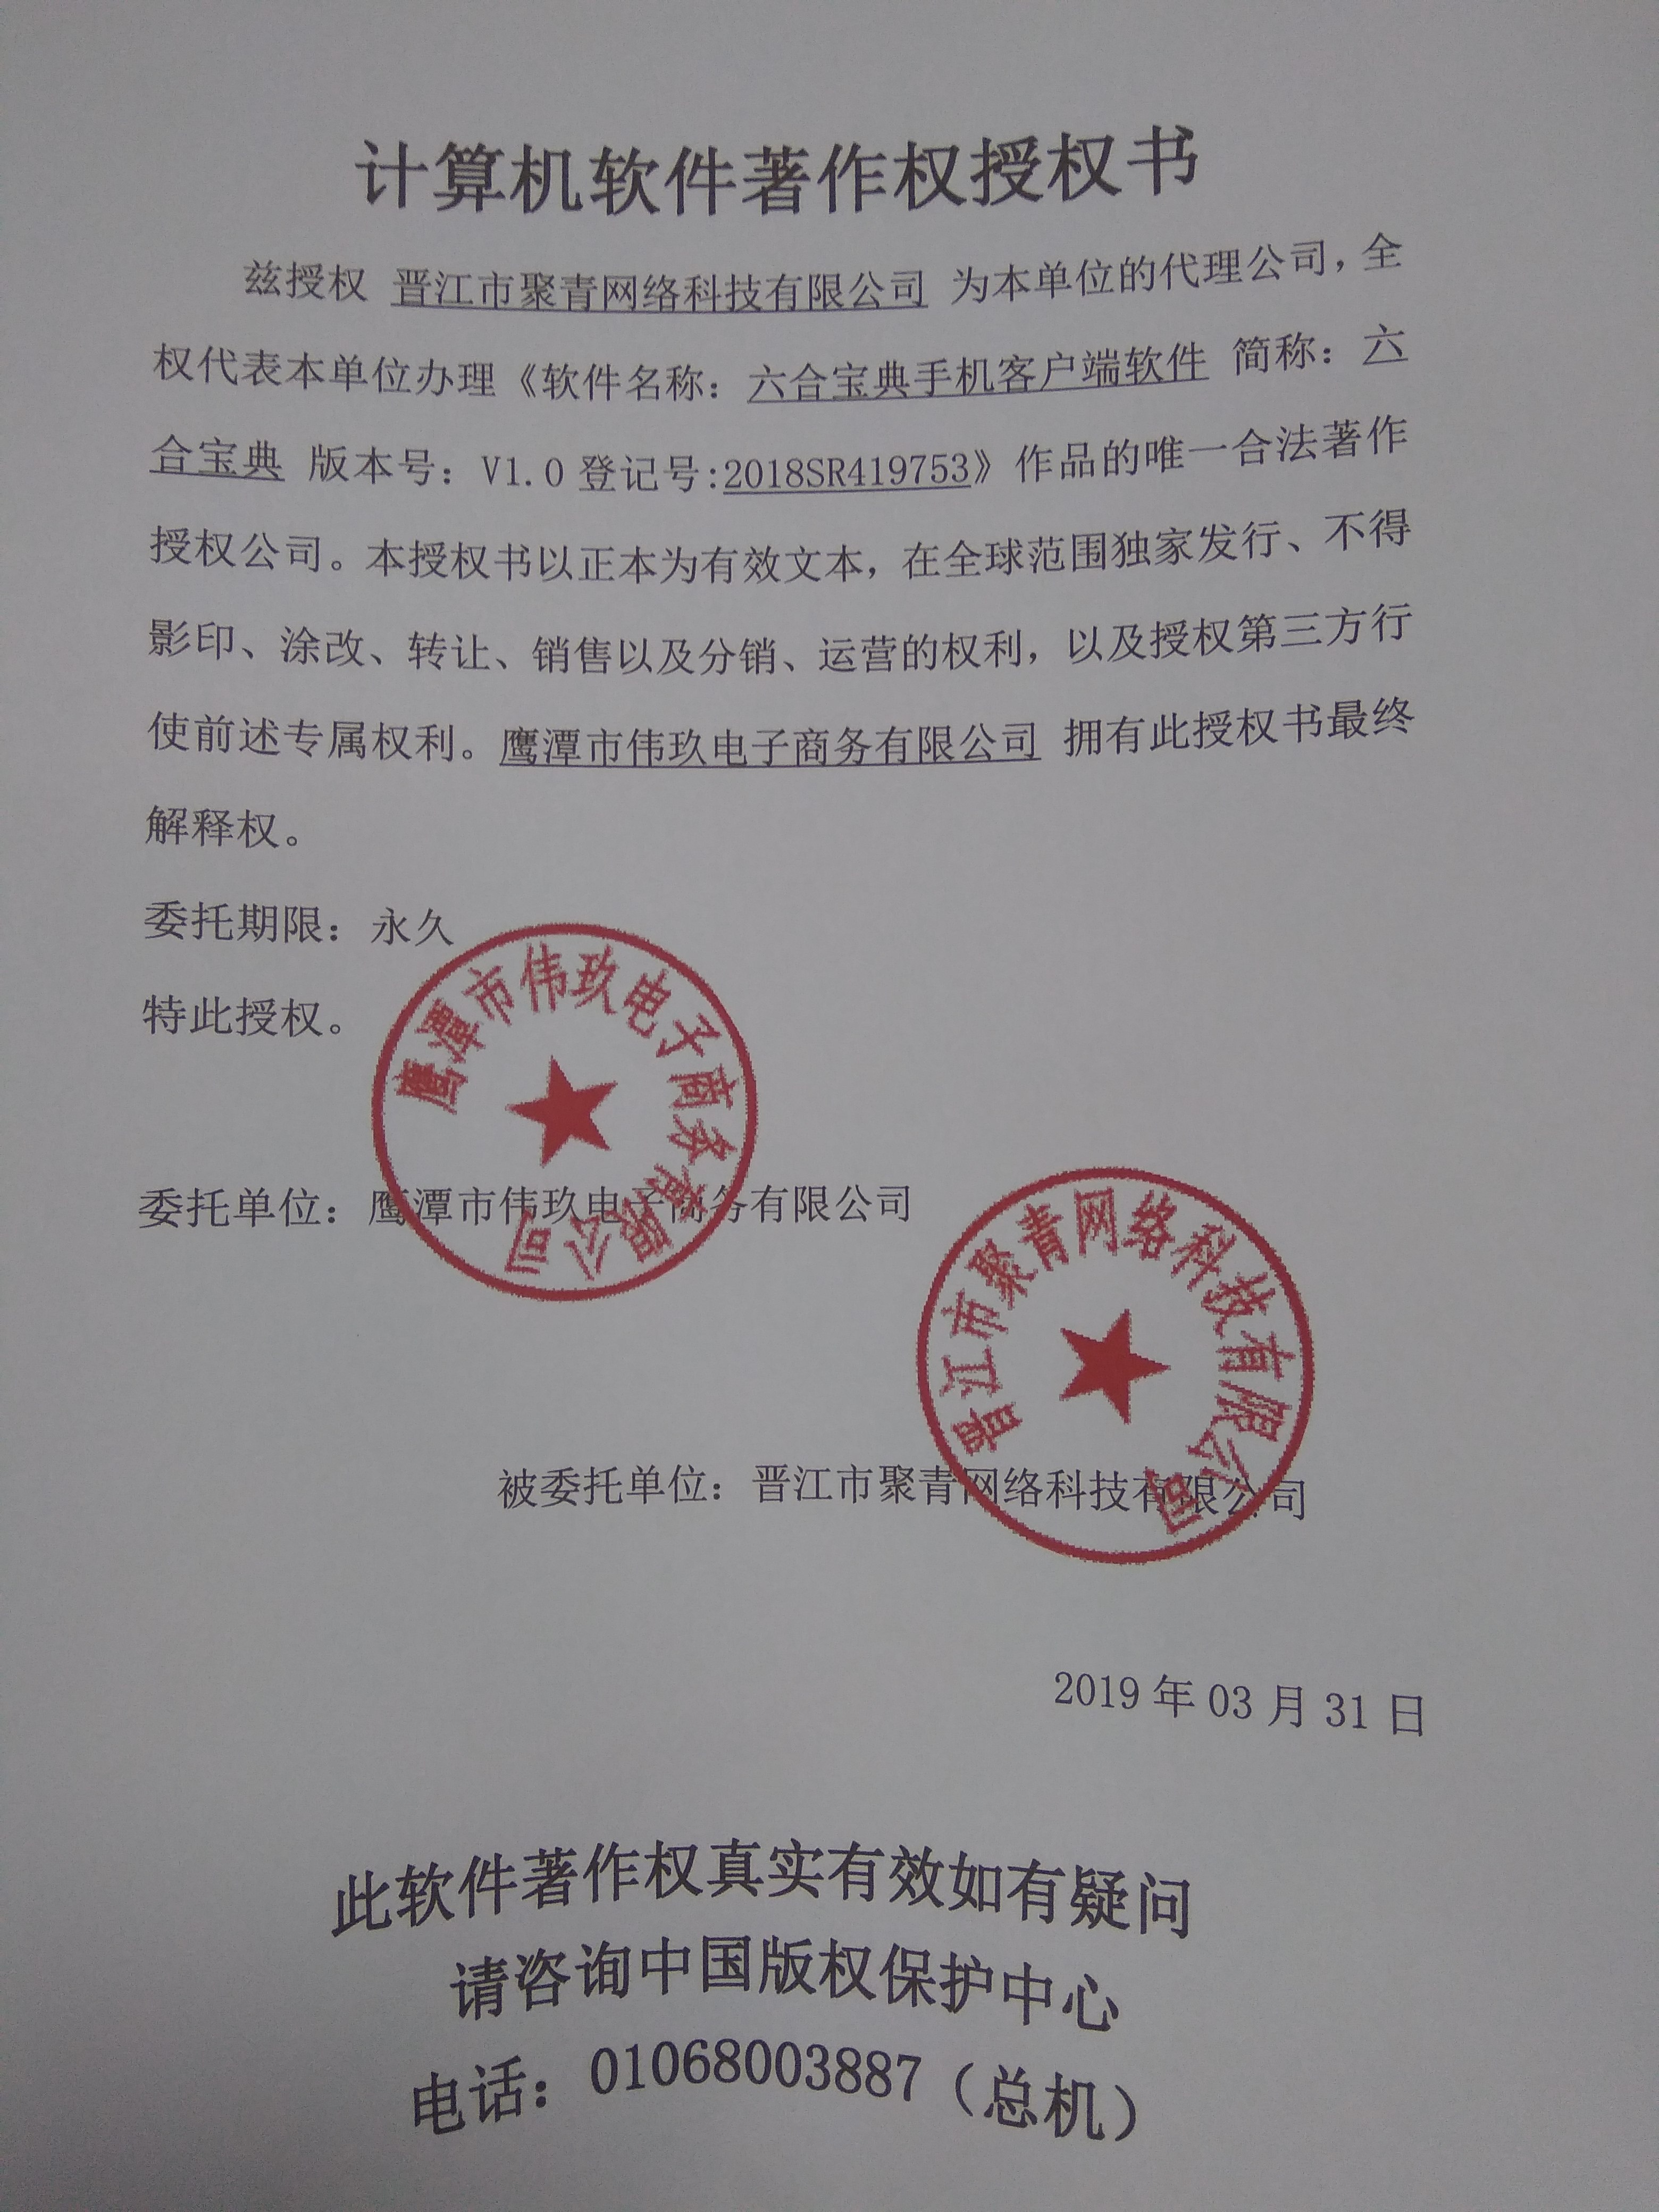 计算机软件著作权授权书
兹授权 晋江市聚青网络科技有限公司 为本单位的代理公司，全
权代表本单位办理《软件名称：六合宝典手机客户端软件 简称：六
合宝典 版本号：V1.0 登记号:2018SR419753》作品的唯一合法著作
授权公司。本授权书以正本为有效文本，在全球范围独家发行、不得
影印、涂改、转让、销售以及分销、运营的权利，以及授权第三方行
使前述专属权利。鹰潭市伟玖电子商务有限公司 拥有此授权书最终
解释权。
委托期限：永久
特此授权。
鹰潭市伟玖电子商务有限公司
委托单位：鹰潭市伟玖电子商务有限公司
晋江市聚青网络科技有限公司
被委托单位：晋江市聚青网络科技有限公司
2019 年 03 月 31 日
此软件著作权真实有效如有疑问
请咨询中国版权保护中心
电话：01068003887（总机）